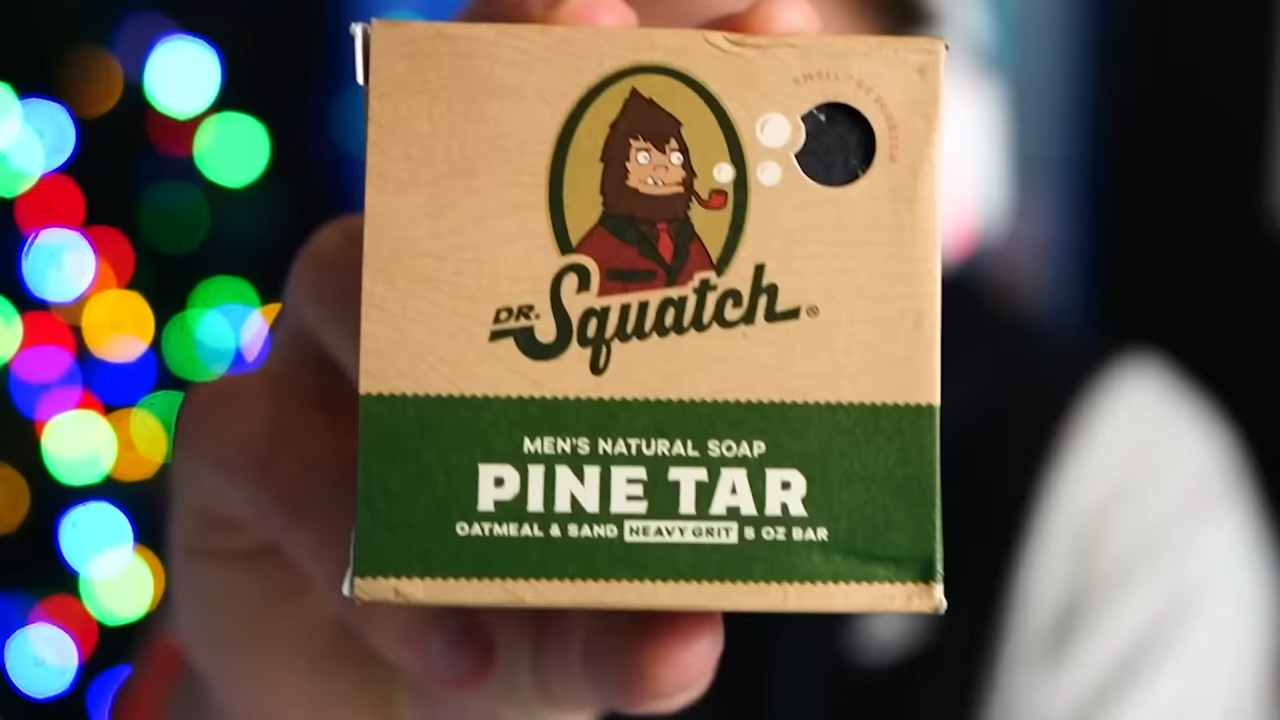 DR. Squatch®
MEN'S NATURAL SOAP
PINE TAR
OATMEAL & SAND HEAVY GRIT 5 OZ BAR